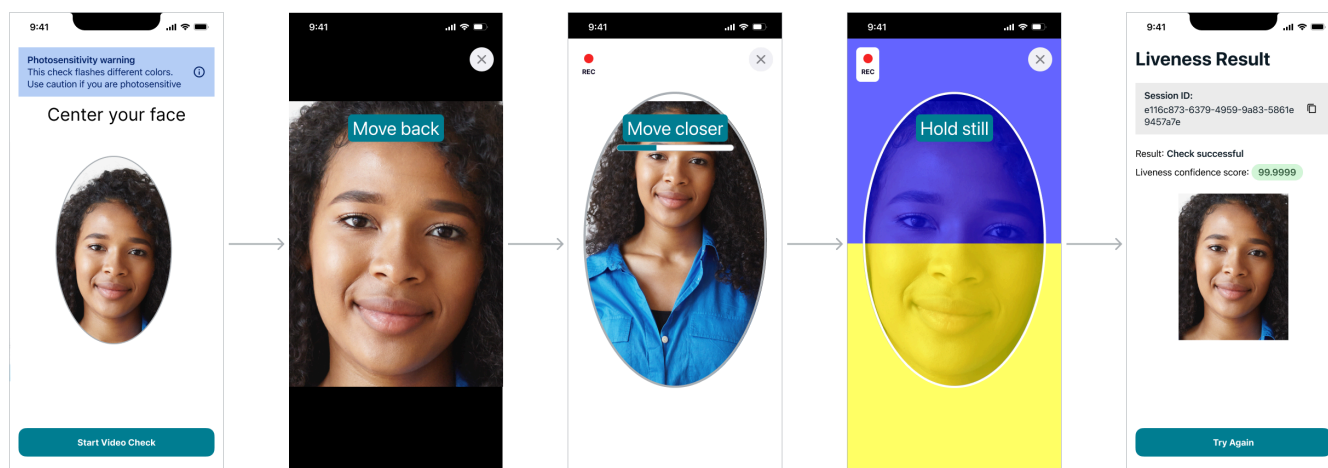 9:41
Photosensitivity warning
This check flashes different colors.
Use caution if you are photosensitive
Center your face
Start Video Check
9:41
Move back
9:41
REC
Move closer
9:41
REC
Hold still
9:41
Liveness Result
Session ID:
e116c873-6379-4959-9a83-5861e
9457a7e
Result: Check successful
Liveness confidence score: 99.9999
Try Again